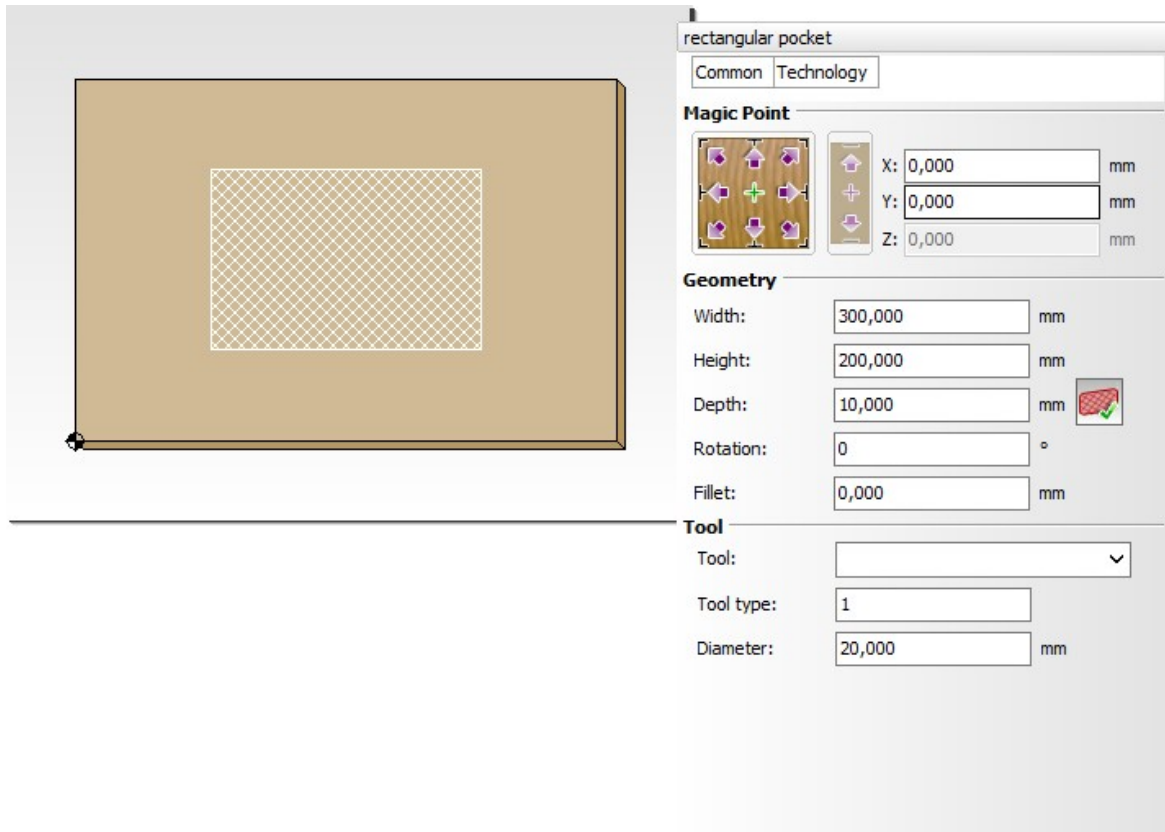 rectangular pocket
Common Technology
Magic Point
X: 0,000 mm
Y: 0,000 mm
Z: 0,000 mm
Geometry
Width: 300,000 mm
Height: 200,000 mm
Depth: 10,000 mm
Rotation: 0 °
Fillet: 0,000 mm
Tool
Tool:
Tool type: 1
Diameter: 20,000 mm